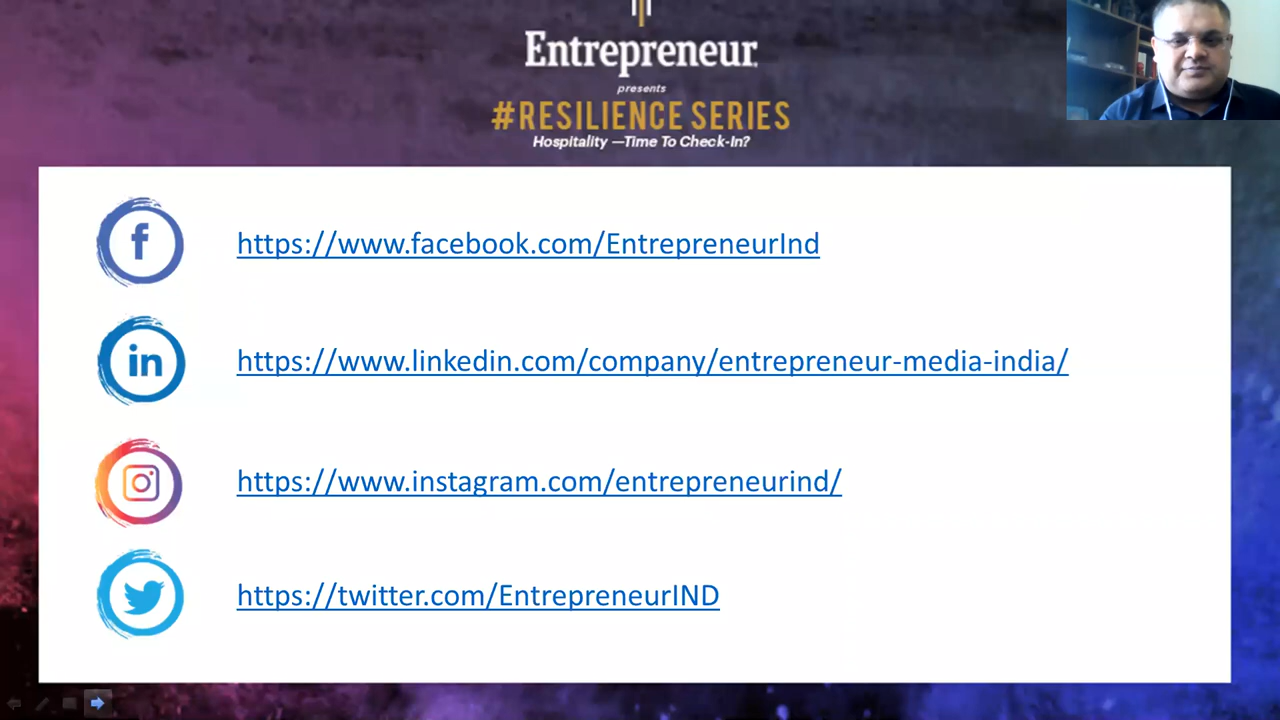 Entrepreneur
presents
#RESILIENCE SERIES
Hospitality —Time To Check-In?
https://www.facebook.com/EntrepreneurInd
https://www.linkedin.com/company/entrepreneur-media-india/
https://www.instagram.com/entrepreneurind/
https://twitter.com/EntrepreneurIND